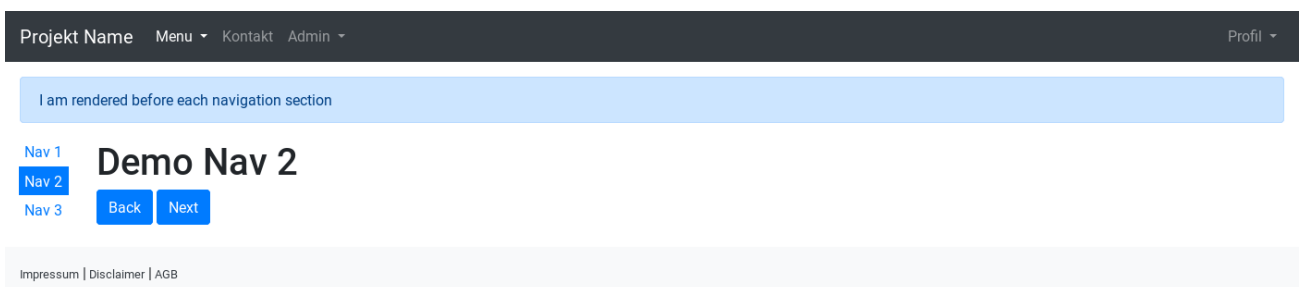 Projekt Name Menu Kontakt Admin Profil
I am rendered before each navigation section
Nav 1
Nav 2
Nav 3
Demo Nav 2
Back Next
Impressum | Disclaimer | AGB